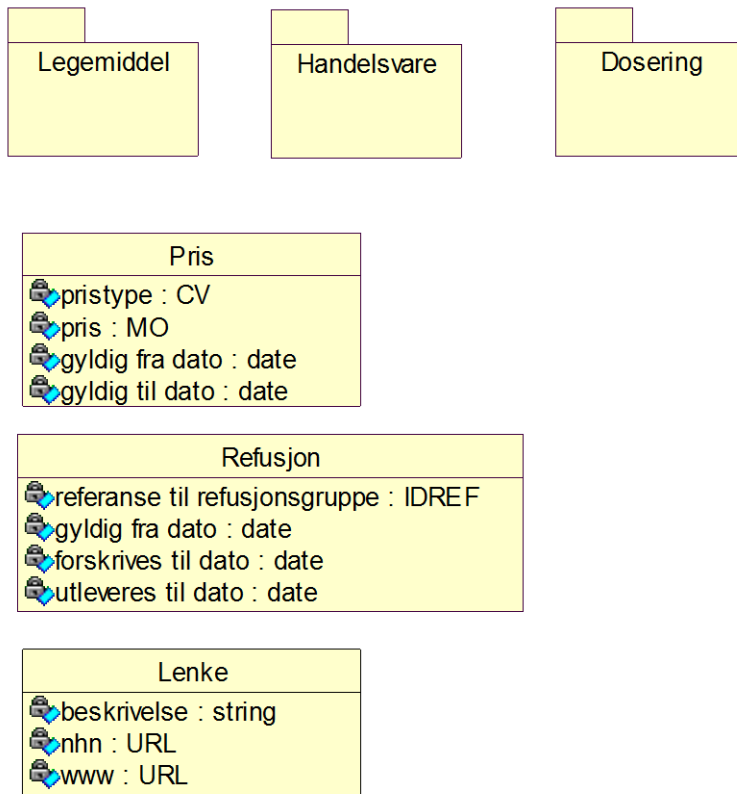 Legemiddel
Handelsvare
Dosering
Pris
pristype : CV
pris : MO
gyldig fra dato : date
gyldig til dato : date
Refusjon
referanse til refusjonsgruppe : IDREF
gyldig fra dato : date
forskrives til dato : date
utleveres til dato : date
Lenke
beskrivelse : string
nhn : URL
www : URL